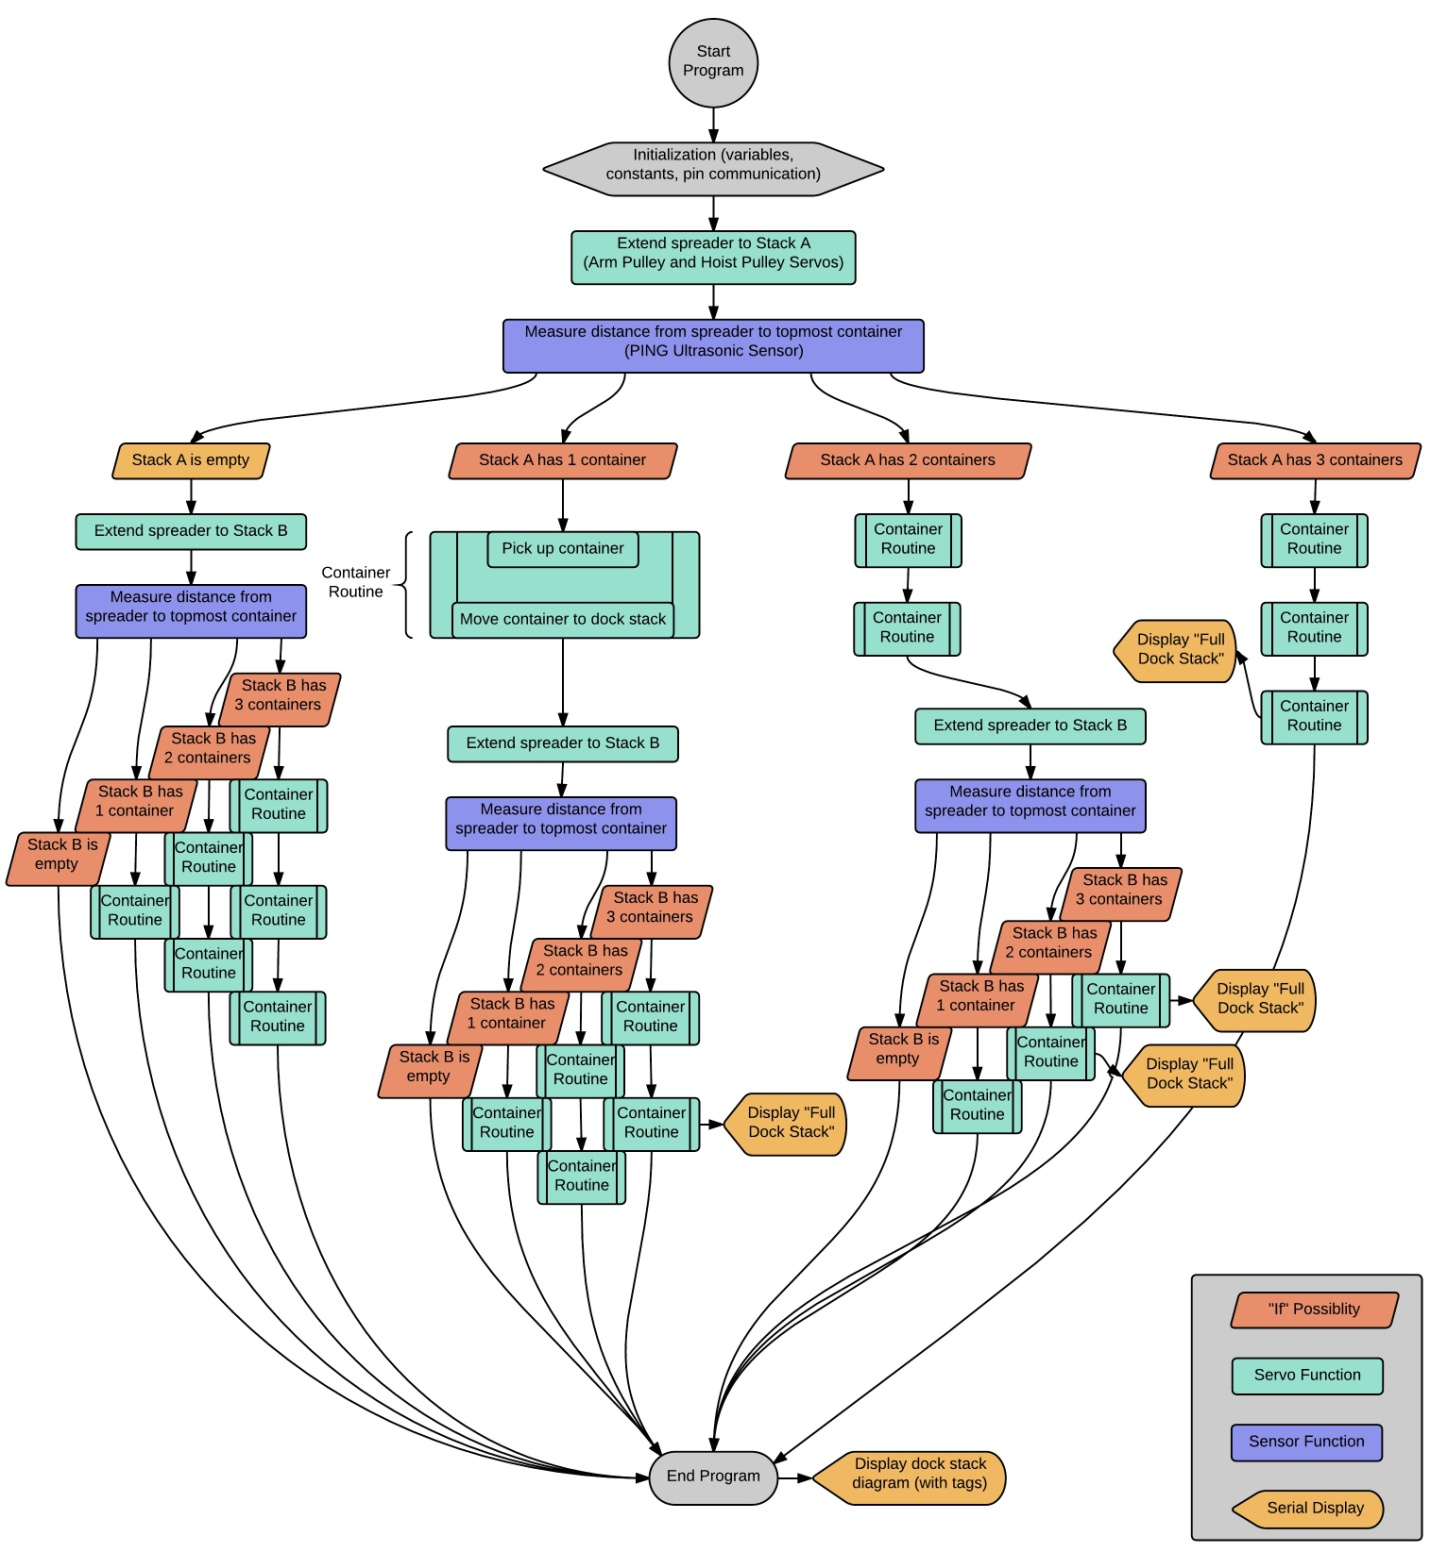 Start
Program
Initialization (variables,
constants, pin communication)
Extend spreader to Stack A
(Arm Pulley and Hoist Pulley Servos)
Measure distance from spreader to topmost container
(PING Ultrasonic Sensor)
Stack A is empty
Extend spreader to Stack B
Measure distance from
spreader to topmost container
Stack B has
3 containers
Stack B has
2 containers
Stack B has
1 container
Stack B is
empty
Container
Routine
Container
Routine
Container
Routine
Container
Routine
Container
Routine
Container
Routine
Stack A has 1 container
Container
Routine
Pick up container
Move container to dock stack
Extend spreader to Stack B
Measure distance from
spreader to topmost container
Stack B has
3 containers
Stack B has
2 containers
Stack B has
1 container
Stack B is
empty
Container
Routine
Container
Routine
Container
Routine
Container
Routine
Container
Routine
Display "Full
Dock Stack"
Stack A has 2 containers
Container
Routine
Container
Routine
Extend spreader to Stack B
Measure distance from
spreader to topmost container
Stack B has
3 containers
Stack B has
2 containers
Stack B has
1 container
Stack B is
empty
Container
Routine
Container
Routine
Container
Routine
Display "Full
Dock Stack"
Display "Full
Dock Stack"
Stack A has 3 containers
Container
Routine
Container
Routine
Container
Routine
Display "Full
Dock Stack"
End Program
Display dock stack
diagram (with tags)
"If" Possiblity
Servo Function
Sensor Function
Serial Display